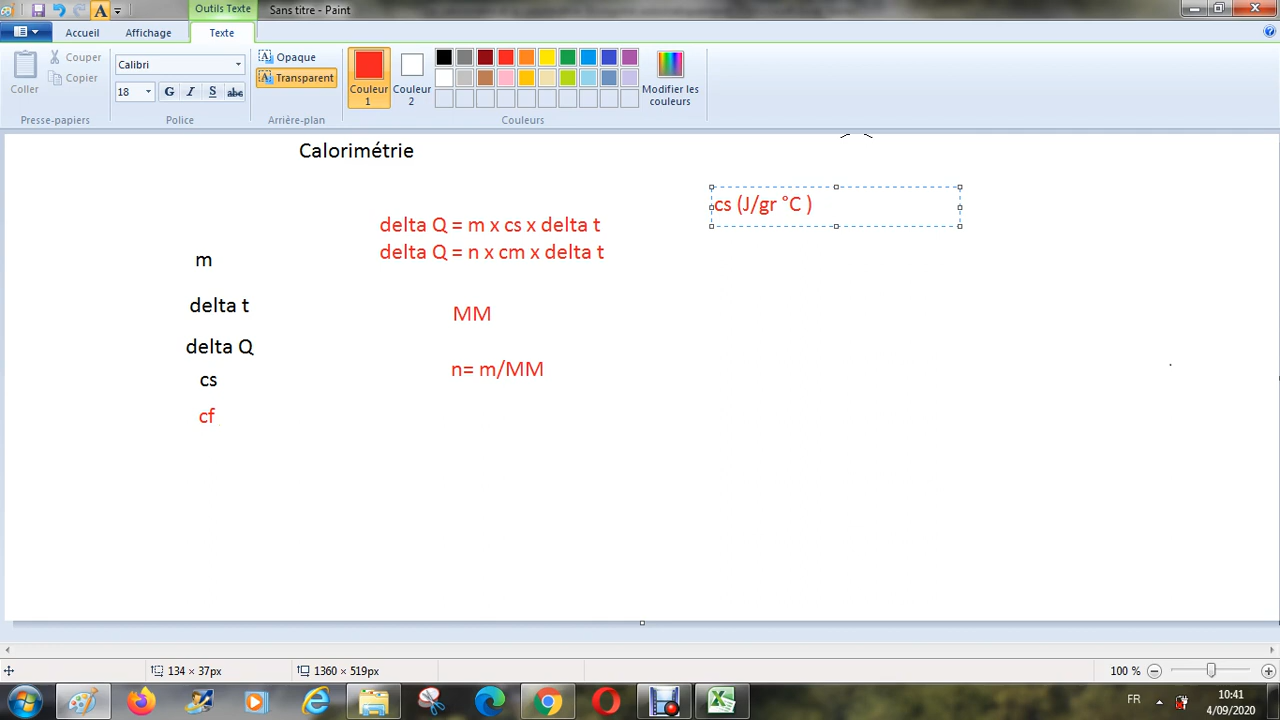 Outils Texte
Sans titre - Paint
Accueil
Affichage
Texte
Coller
Couper
Copier
Presse-papiers
Calibri
18
G I S abc
Police
Opaque
Transparent
Arrière-plan
Couleur 1
Couleur 2
Modifier les couleurs
Couleurs
Calorimétrie
cs (J/gr °C )
delta Q = m x cs x delta t
delta Q = n x cm x delta t
m
delta t
MM
delta Q
n= m/MM
cs
cf
134 × 37px
1360 × 519px
100 %
FR
10:41
4/09/2020